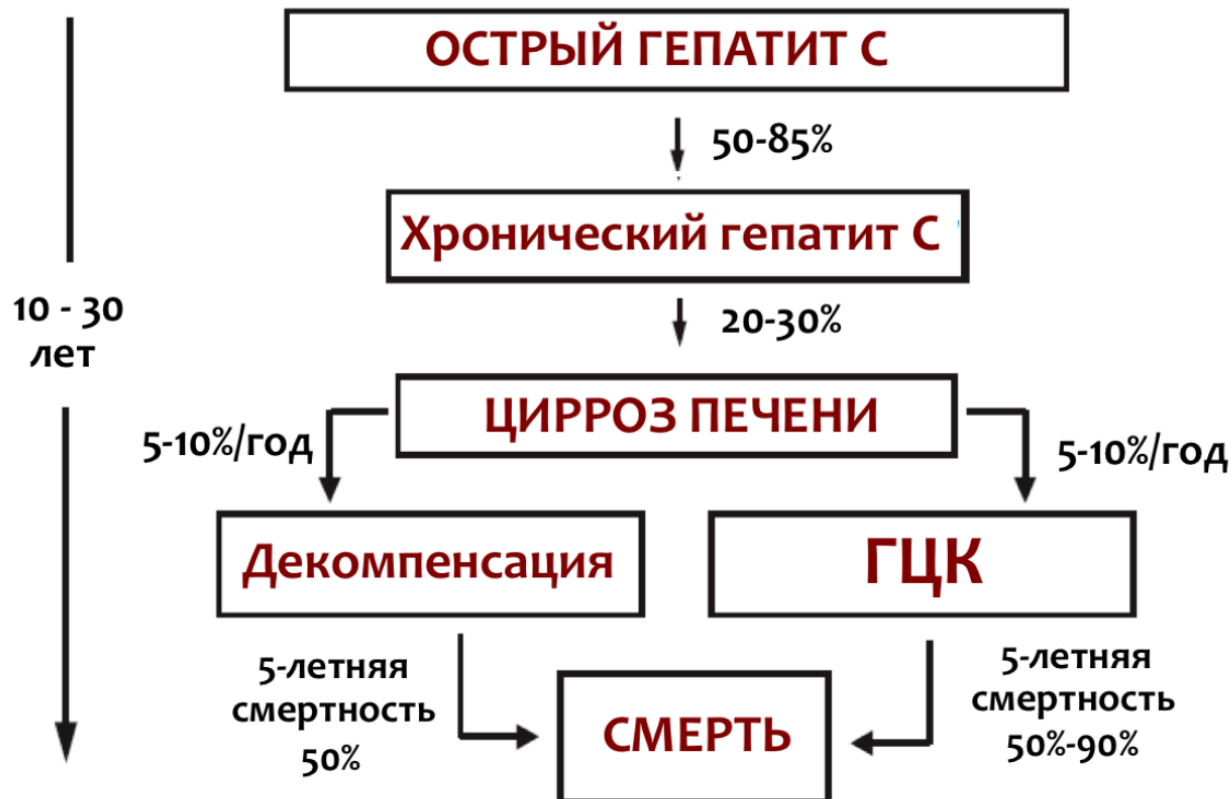 ОСТРЫЙ ГЕПАТИТ С
50-85%
Хронический гепатит С
20-30%
10 - 30
лет
ЦИРРОЗ ПЕЧЕНИ
5-10%/год
5-10%/год
Декомпенсация
ГЦК
5-летняя
смертность
50%
СМЕРТЬ
5-летняя
смертность
50%-90%